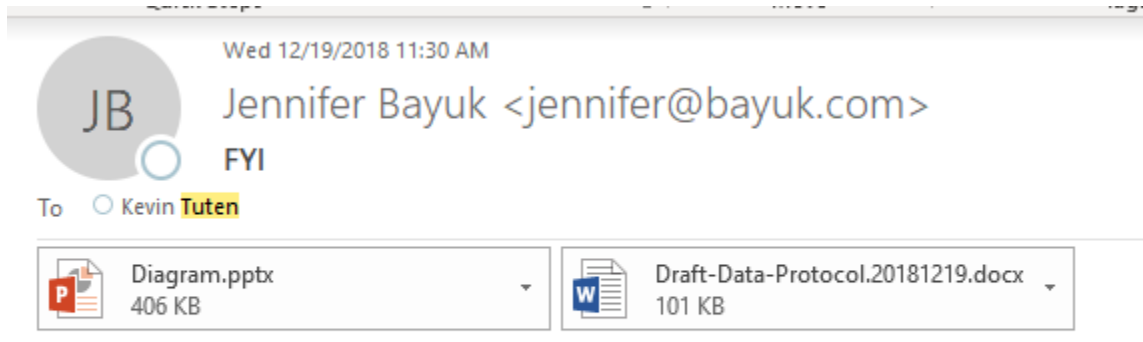 Wed 12/19/2018 11:30 AM
JB
Jennifer Bayuk <jennifer@bayuk.com>
FYI
To Kevin Tuten
Diagram.pptx
406 KB
Draft-Data-Protocol.20181219.docx
101 KB